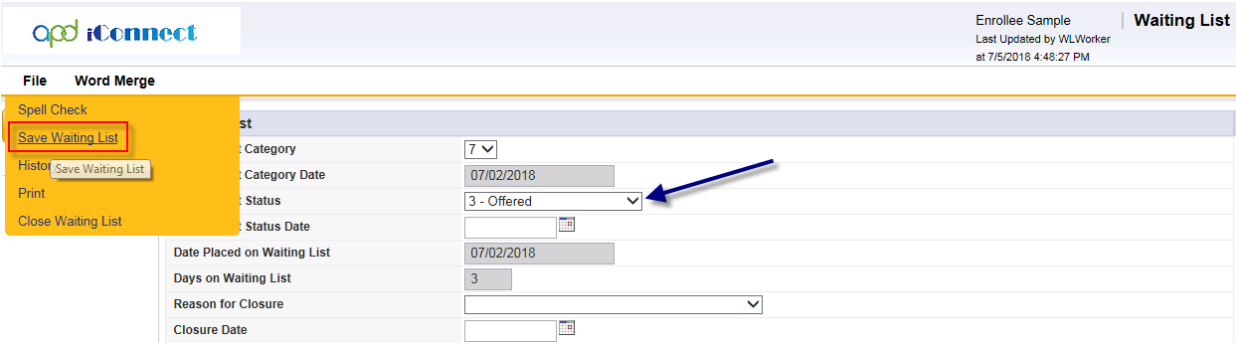 apd iConnect
Enrollee Sample
Last Updated by WLWorker
at 7/5/2018 4:48:27 PM
Waiting List
File Word Merge
Spell Check
Save Waiting List
Save Waiting List
Print
Close Waiting List
Category 7
Category Date 07/02/2018
Status 3 - Offered
Status Date
Date Placed on Waiting List 07/02/2018
Days on Waiting List 3
Reason for Closure
Closure Date